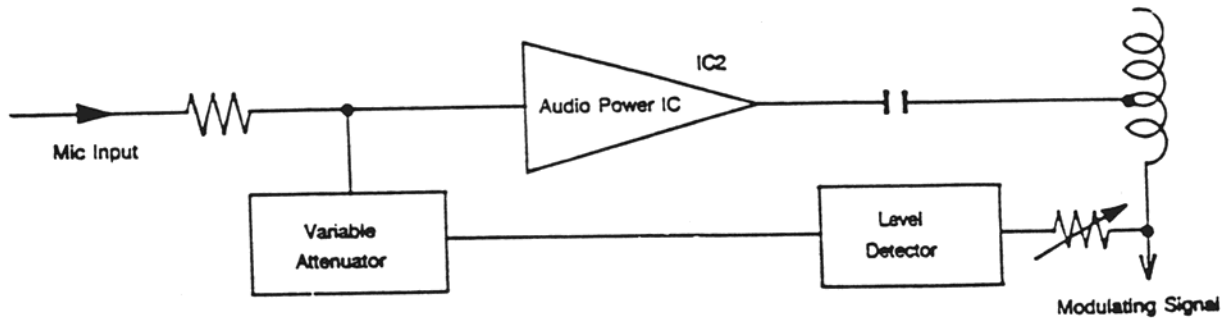 IC2
Audio Power IC
Mic Input
Variable
Attenuator
Level
Detector
Modulating Signal